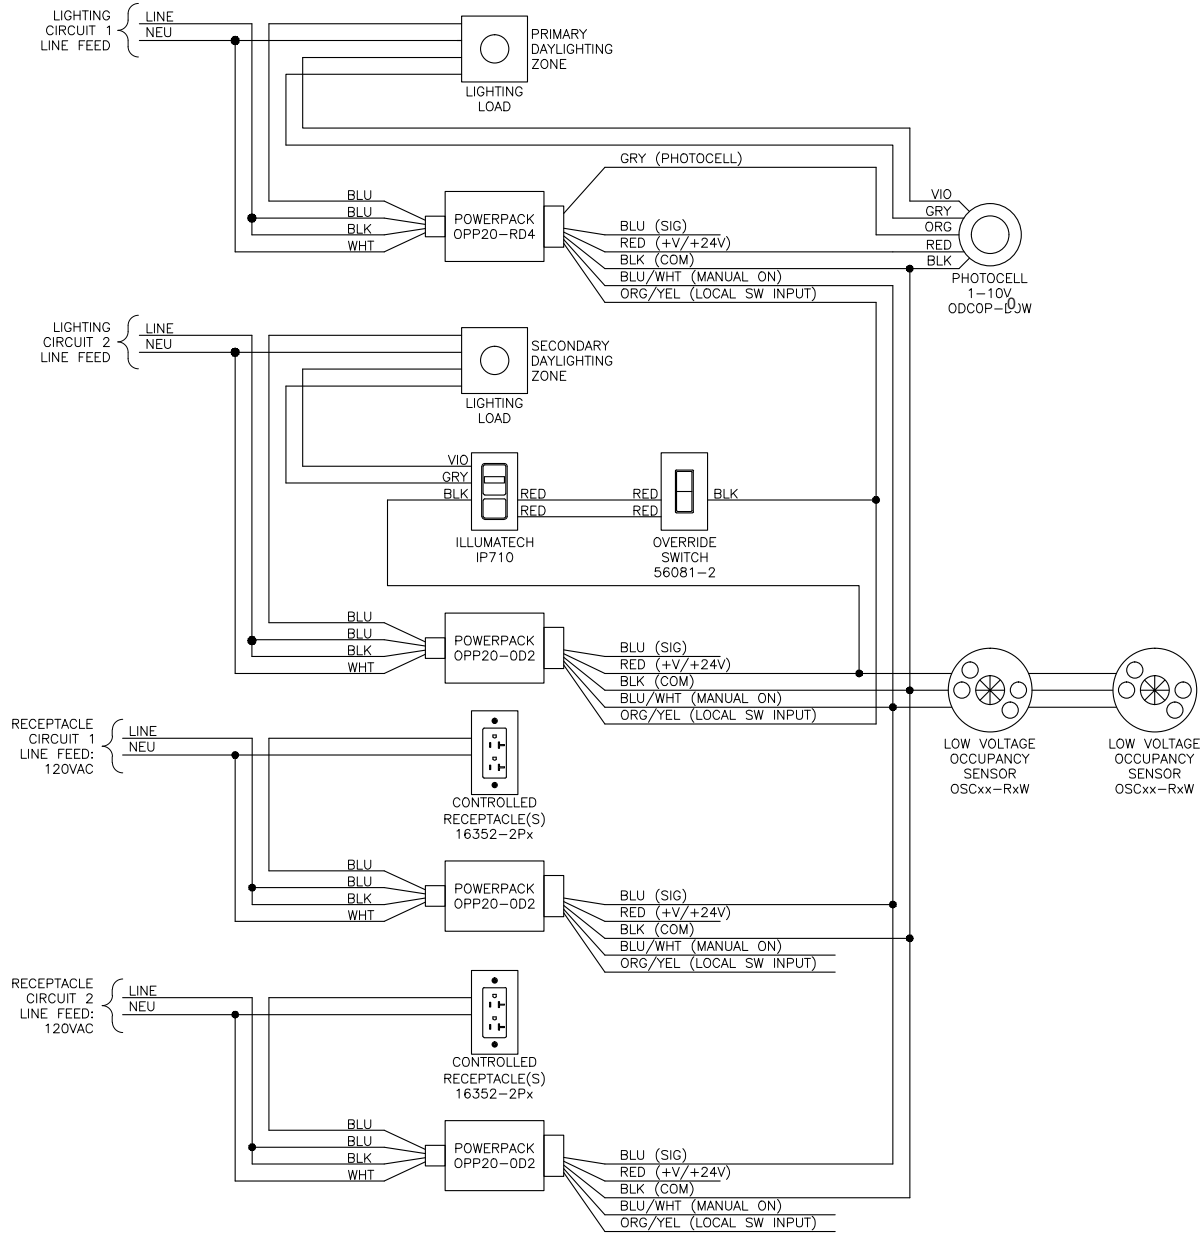 LIGHTING
CIRCUIT 1
LINE FEED
LINE
NEU
PRIMARY
DAYLIGHTING
ZONE
LIGHTING
LOAD
GRY (PHOTOCELL)
BLU
BLU
BLK
WHT
POWERPACK
OPP20-RD4
BLU (SIG)
RED (+V/+24V)
BLK (COM)
BLU/WHT (MANUAL ON)
ORG/YEL (LOCAL SW INPUT)
VIO
GRY
ORG
RED
BLK
PHOTOCELL
1-10V
LIGHTING
CIRCUIT 2
LINE FEED
LINE
NEU
SECONDARY
DAYLIGHTING
ZONE
LIGHTING
LOAD
VIO
GRY
BLK
RED
RED
RED
RED
BLK
ILLUMATECH
IP710
OVERRIDE
SWITCH
56081-2
BLU
BLU
BLK
WHT
POWERPACK
OPP20-0D2
BLU (SIG)
RED (+V/+24V)
BLK (COM)
BLU/WHT (MANUAL ON)
ORG/YEL (LOCAL SW INPUT)
LOW VOLTAGE
OCCUPANCY
SENSOR
OSCxx-RxW
LOW VOLTAGE
OCCUPANCY
SENSOR
OSCxx-RxW
RECEPTACLE
CIRCUIT 1
LINE FEED:
120VAC
LINE
NEU
CONTROLLED
RECEPTACLE(S)
16352-2Px
BLU
BLU
BLK
WHT
POWERPACK
OPP20-0D2
BLU (SIG)
RED (+V/+24V)
BLK (COM)
BLU/WHT (MANUAL ON)
ORG/YEL (LOCAL SW INPUT)
RECEPTACLE
CIRCUIT 2
LINE FEED:
120VAC
LINE
NEU
CONTROLLED
RECEPTACLE(S)
16352-2Px
BLU
BLU
BLK
WHT
POWERPACK
OPP20-0D2
BLU (SIG)
RED (+V/+24V)
BLK (COM)
BLU/WHT (MANUAL ON)
ORG/YEL (LOCAL SW INPUT)